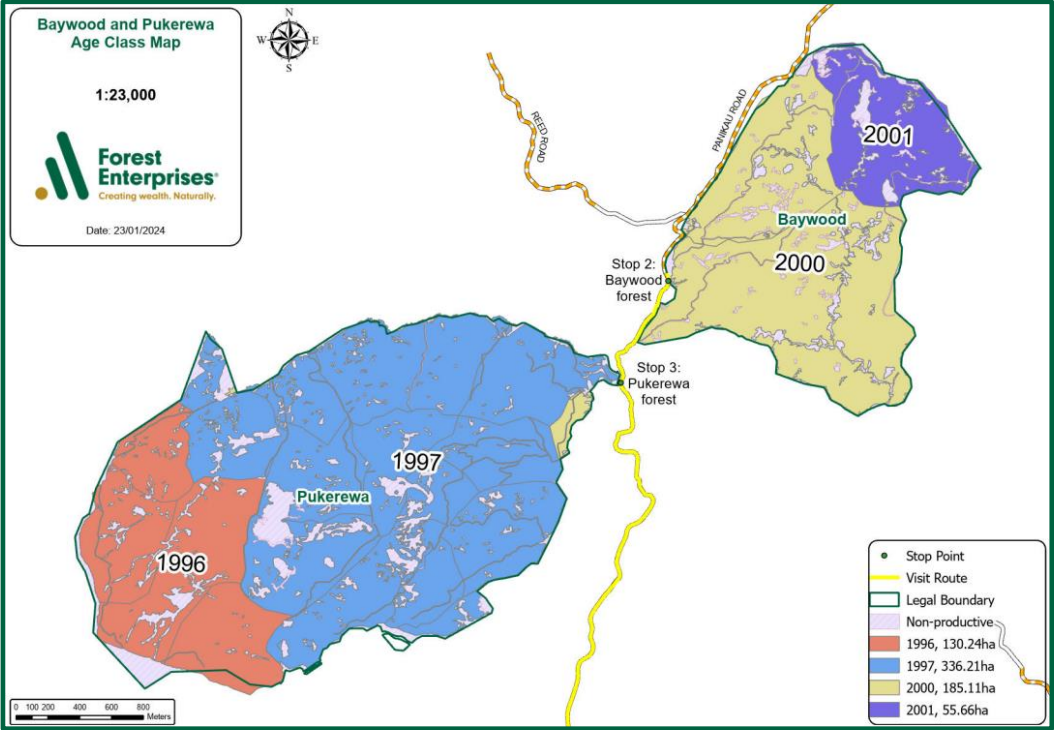 Baywood and Pukerewa
Age Class Map
1:23,000
Forest
Enterprises®
Creating wealth. Naturally.
Date: 23/01/2024
N
W
E
S
REED ROAD
PANIKAU ROAD
2001
Baywood
2000
Stop 2:
Baywood
forest
Stop 3:
Pukerewa
forest
1997
Pukerewa
1996
Stop Point
Visit Route
Legal Boundary
Non-productive
1996, 130.24ha
1997, 336.21ha
2000, 185.11ha
2001, 55.66ha
0 100 200 400 600 800
Meters